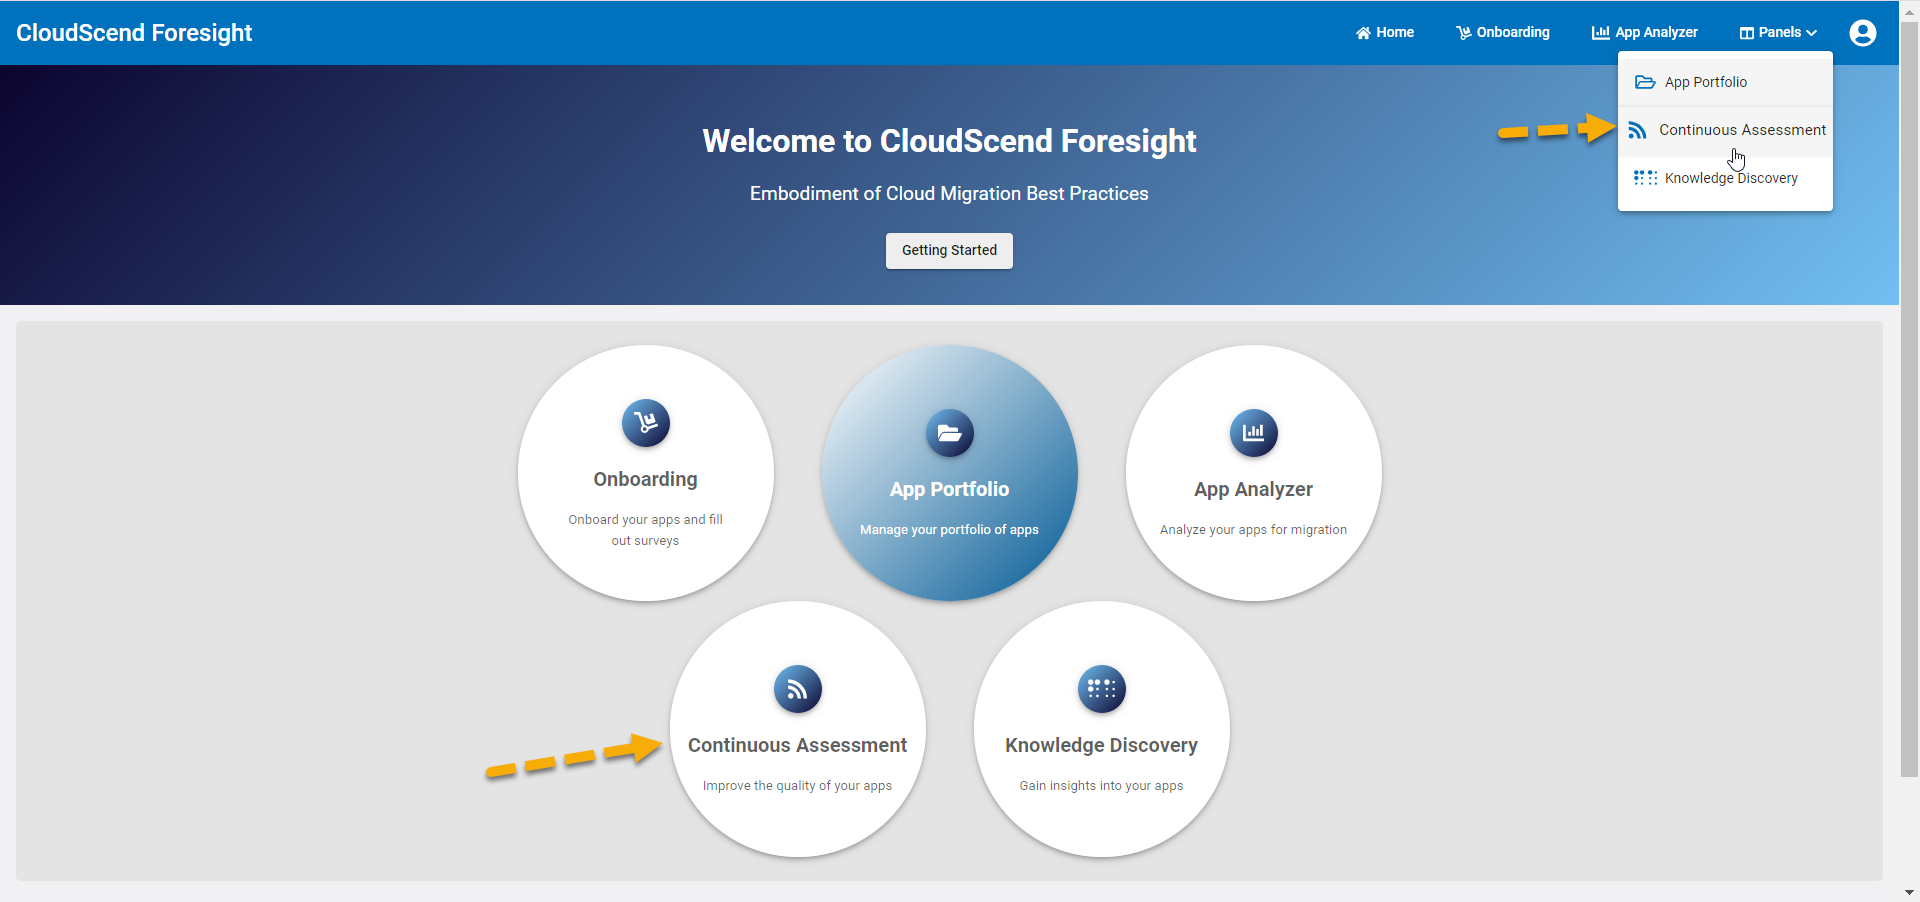 CloudScend Foresight
Home
Onboarding
App Analyzer
Panels
App Portfolio
Continuous Assessment
Knowledge Discovery
Welcome to CloudScend Foresight
Embodiment of Cloud Migration Best Practices
Getting Started
Onboarding
Onboard your apps and fill
out surveys
App Portfolio
Manage your portfolio of apps
App Analyzer
Analyze your apps for migration
Continuous Assessment
Improve the quality of your apps
Knowledge Discovery
Gain insights into your apps